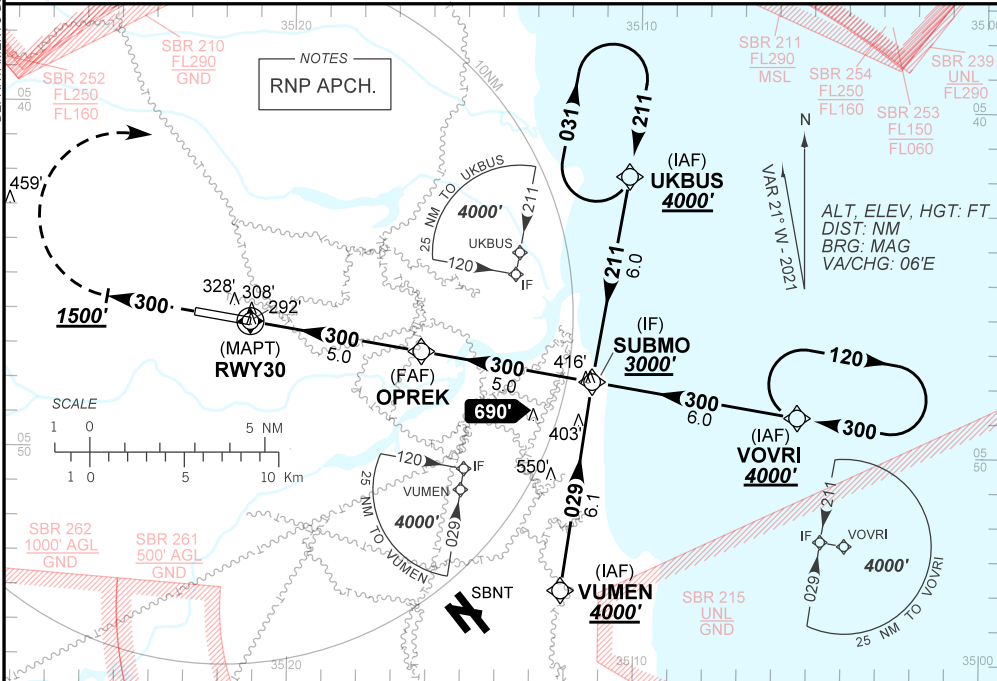 35|20
35|10
35|00
SBR 210
FL290
GND
SBR 252
FL250
FL160
NOTES
RNP APCH.
10NM
SBR 211
FL290
MSL
SBR 254
FL250
FL160
SBR 239
UNL
FL290
SBR 253
FL150
FL060
05
40
05
40
031
211
(IAF)
UKBUS
4000'
N
VAR 21° W - 2021
ALT, ELEV, HGT: FT
DIST: NM
BRG: MAG
VA/CHG: 06'E
459'
25 NM TO UKBUS
4000'
211
UKBUS
120
IF
211
6.0
328'
308'
292'
1500'
300
(MAPT)
RWY30
300
5.0
(FAF)
OPREK
300
5.0
416'
(IF)
SUBMO
3000'
300
6.0
120
300
(IAF)
VOVRI
4000'
690'
403'
550'
SCALE
1 0 5 NM
1 0 5 10 Km
05
50
05
50
120
IF
VUMEN
4000'
029
25 NM TO VUMEN
029
6.1
(IAF)
VUMEN
4000'
SBNT
211
IF
VOVRI
4000'
029
25 NM TO VOVRI
SBR 262
1000' AGL
GND
SBR 261
500' AGL
GND
SBR 215
UNL
GND
35|20
35|10
35|00